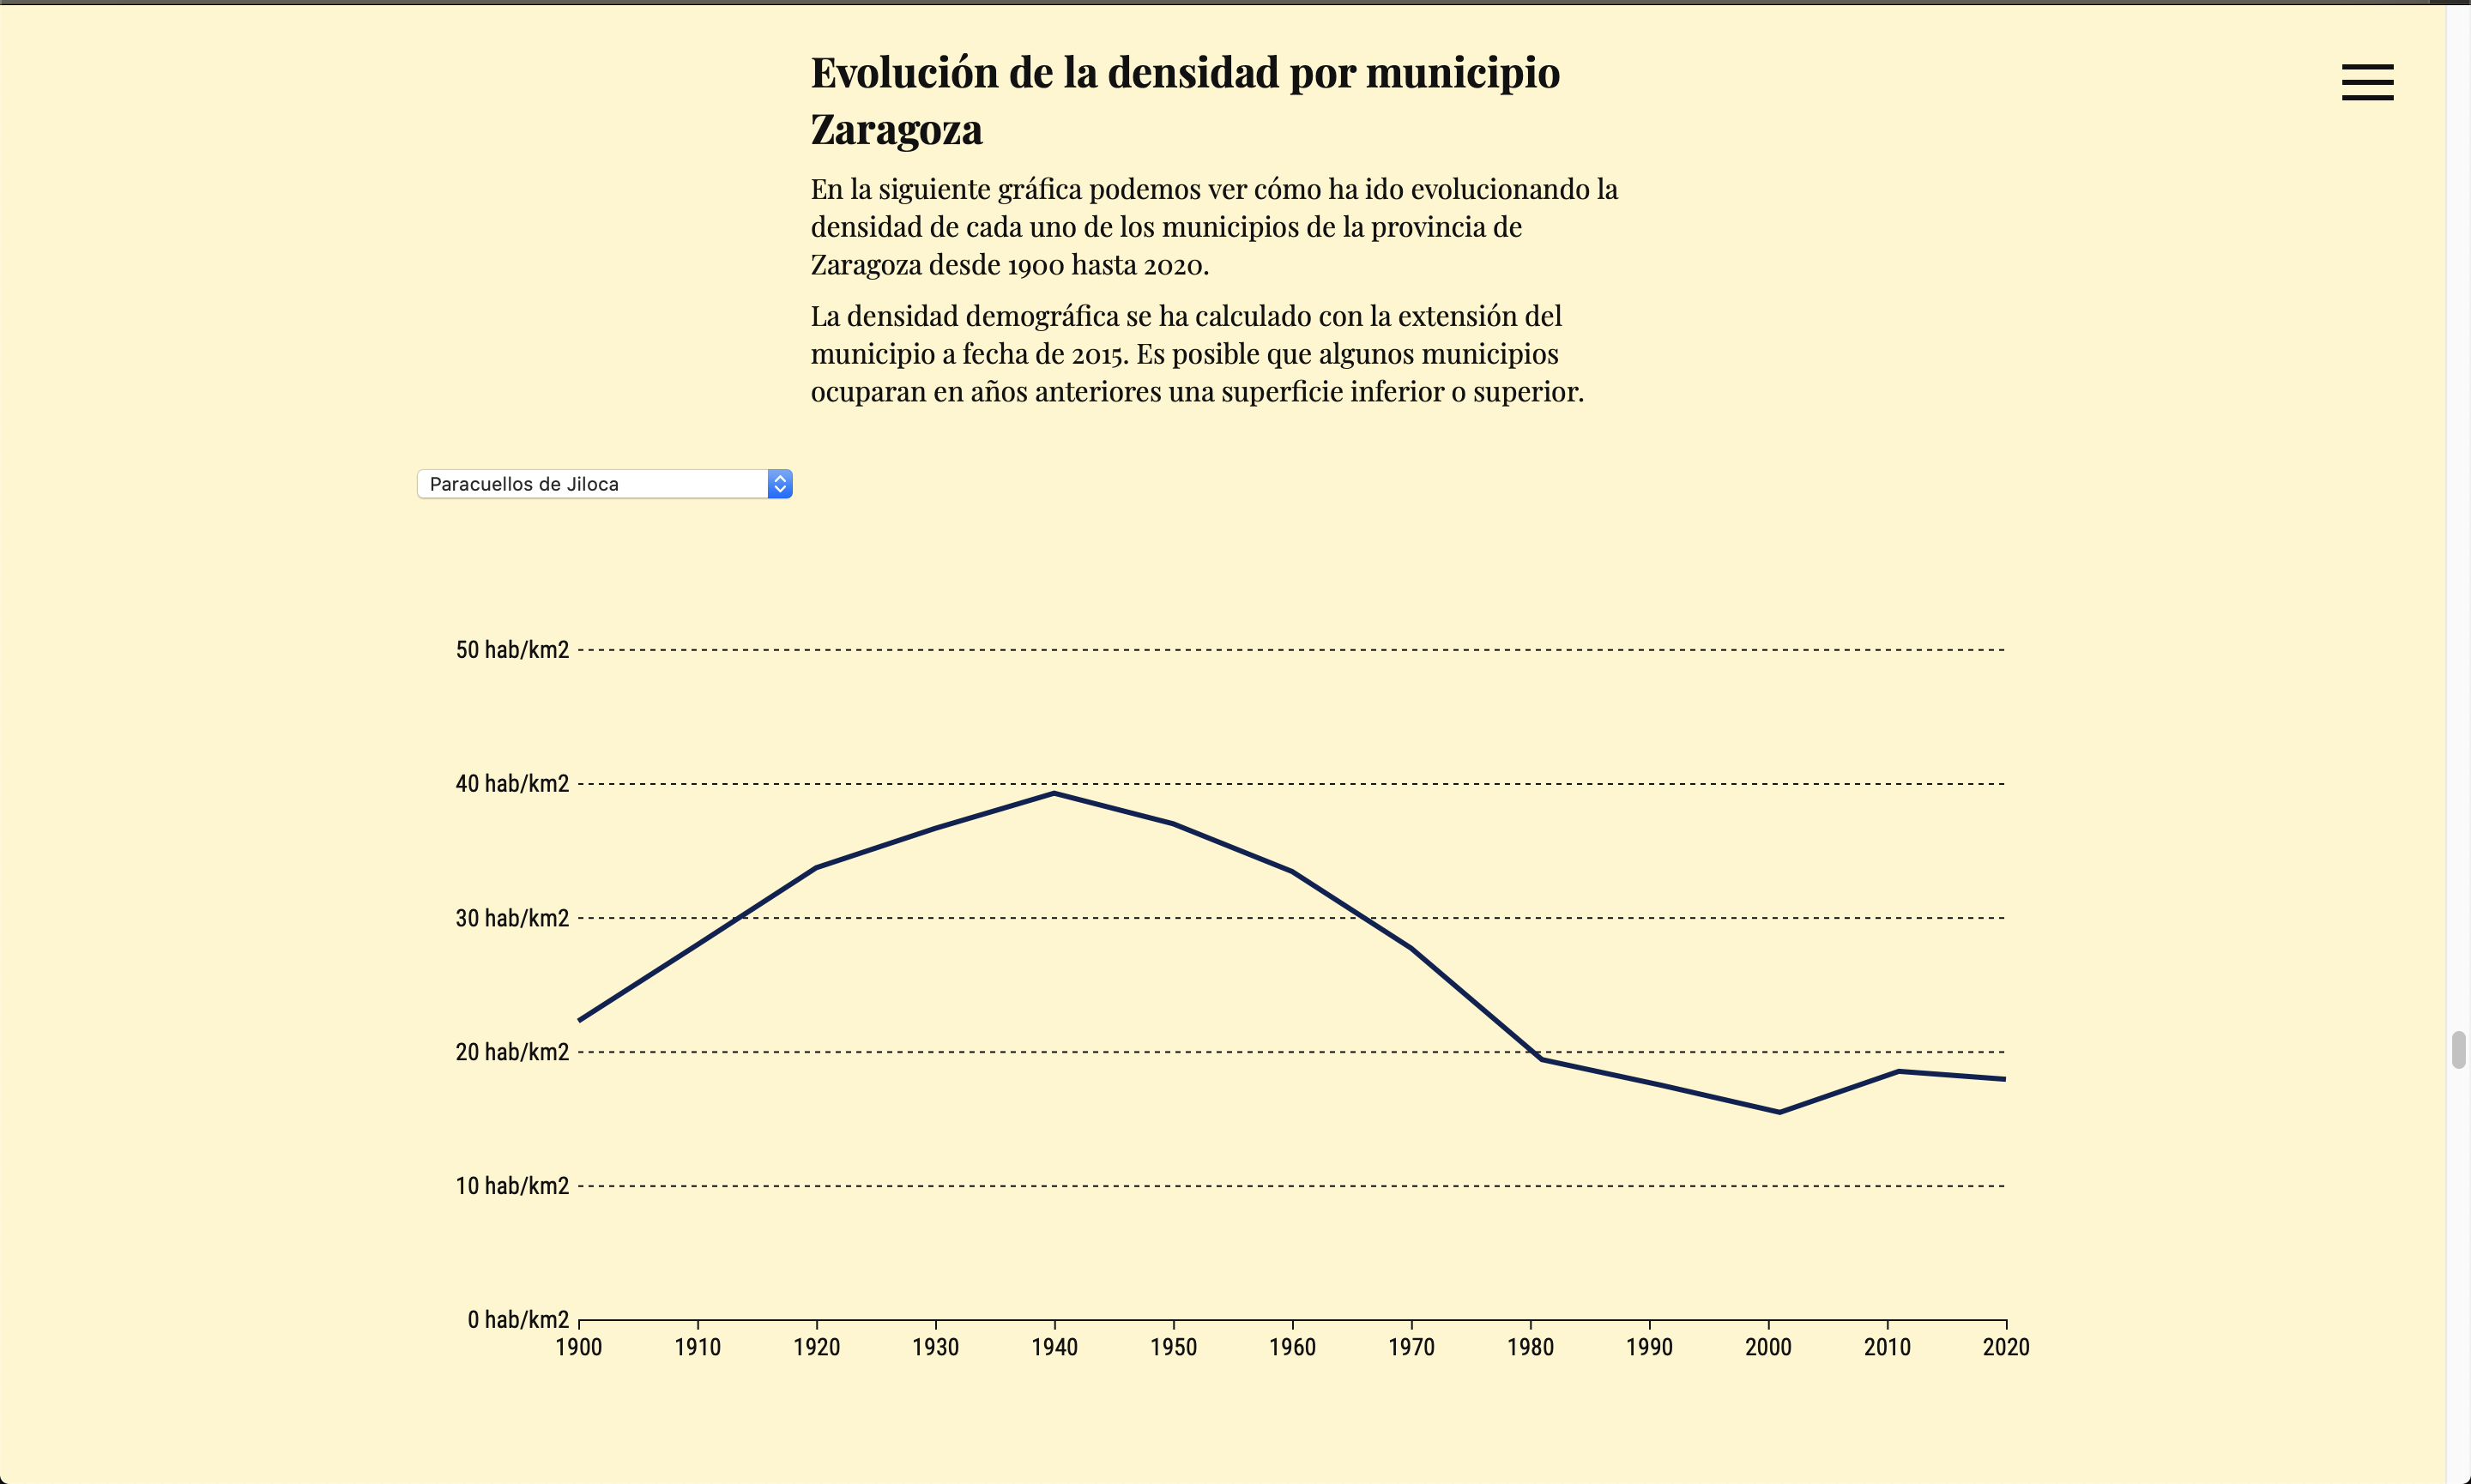 Evolución de la densidad por municipio
Zaragoza
En la siguiente gráfica podemos ver cómo ha ido evolucionando la
densidad de cada uno de los municipios de la provincia de
Zaragoza desde 1900 hasta 2020.
La densidad demográfica se ha calculado con la extensión del
municipio a fecha de 2015. Es posible que algunos municipios
ocuparan en años anteriores una superficie inferior o superior.
Paracuellos de Jiloca
50 hab/km2
40 hab/km2
30 hab/km2
20 hab/km2
10 hab/km2
0 hab/km2
1900 1910 1920 1930 1940 1950 1960 1970 1980 1990 2000 2010 2020